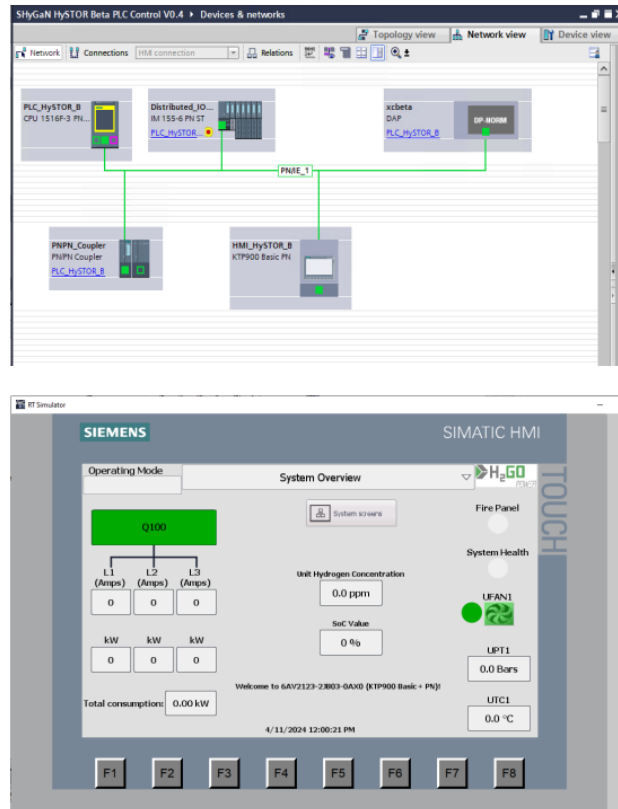 SHyGaN HySTOR Beta PLC Control V0.4 ▸ Devices & networks
Topology view Network view Device view
Network Connections HMI connection Relations
PLC_HySTOR_B
CPU 1516F-3 PN...
Distributed_IO...
IM 155-6 PN ST
PLC_HySTOR...
xcbeta
DAP
PLC_HySTOR_B
DP-NORM
PN/IE_1
PNPN_Coupler
PN/PN Coupler
PLC_HySTOR_B
HMI_HySTOR_B
KTP900 Basic PN
RT Simulator
SIEMENS
SIMATIC HMI
TOUCH
Operating Mode
System Overview
H2GO
POWER
System screens
Fire Panel
Q100
System Health
L1 (Amps)
L2 (Amps)
L3 (Amps)
0 0 0
Unit Hydrogen Concentration
0.0 ppm
UFAN1
SoC Value
0 %
kW kW kW
0 0 0
UPT1
0.0 Bars
Welcome to 6AV2123-2JB03-0AX0 (KTP900 Basic + PN)!
Total consumption: 0.00 kW
UTC1
0.0 °C
4/11/2024 12:00:21 PM
F1 F2 F3 F4 F5 F6 F7 F8